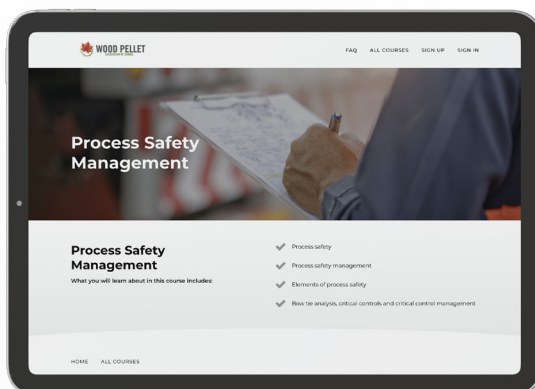 WOOD PELLET
FAQ ALL COURSES SIGN UP SIGN IN
Process Safety
Management
Process Safety
Management
What you will learn about in this course includes:
Process safety
Process safety management
Elements of process safety
Bow tie analysis, critical controls and critical control management
HOME ALL COURSES